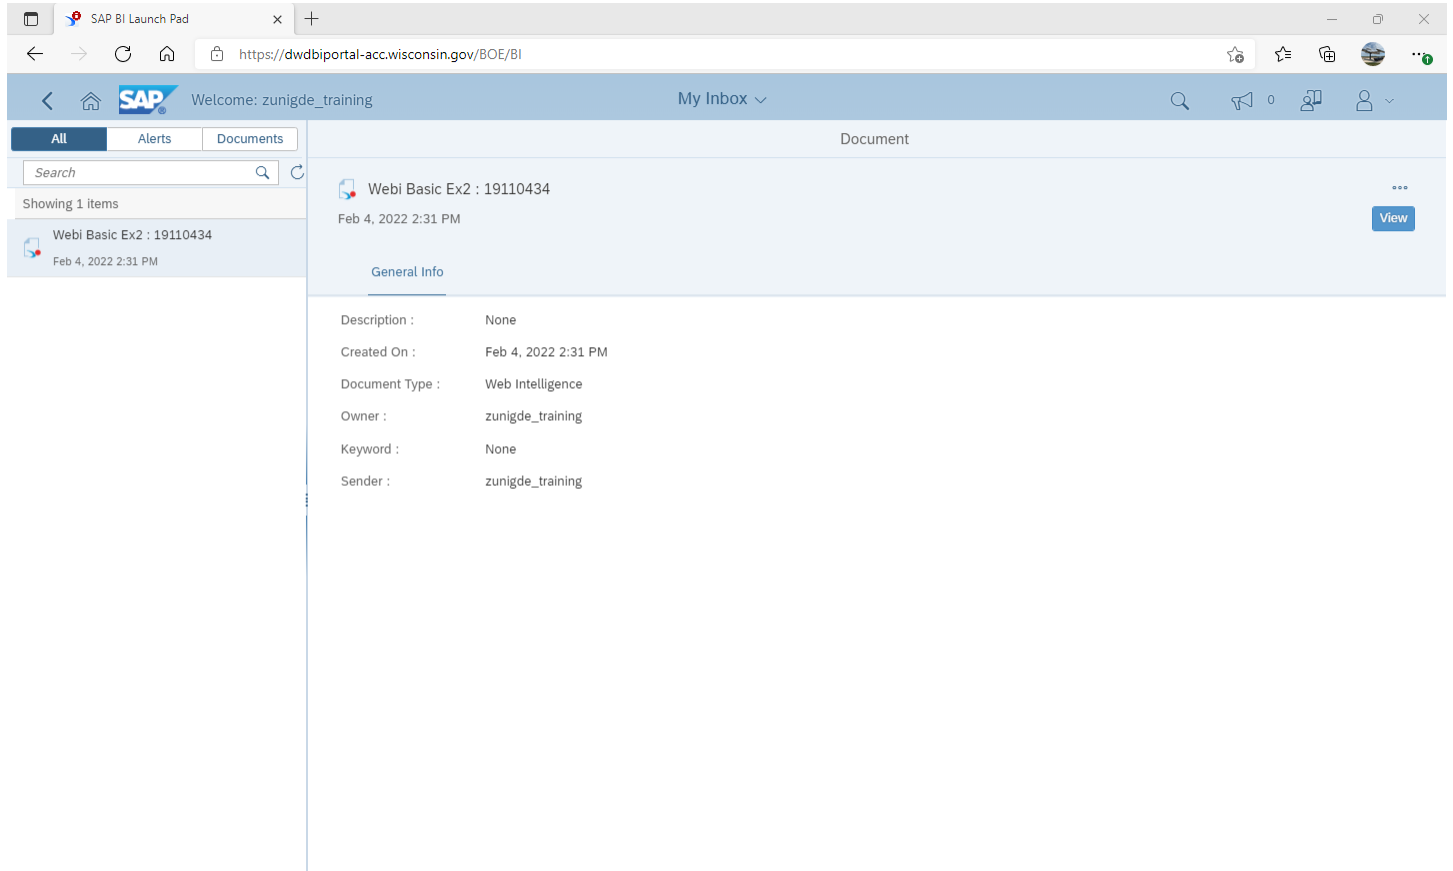 SAP BI Launch Pad
https://dwdbiportal-acc.wisconsin.gov/BOE/BI
SAP ® Welcome: zunigde_training My Inbox 0
All Alerts Documents
Document
Search
Showing 1 items
Webi Basic Ex2 : 19110434
Feb 4, 2022 2:31 PM
Webi Basic Ex2 : 19110434
Feb 4, 2022 2:31 PM
View
General Info
Description : None
Created On : Feb 4, 2022 2:31 PM
Document Type : Web Intelligence
Owner : zunigde_training
Keyword : None
Sender : zunigde_training